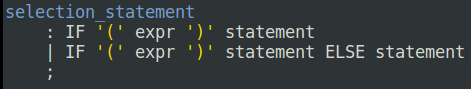 selection_statement
    : IF '(' expr ')' statement
    | IF '(' expr ')' statement ELSE statement
    ;